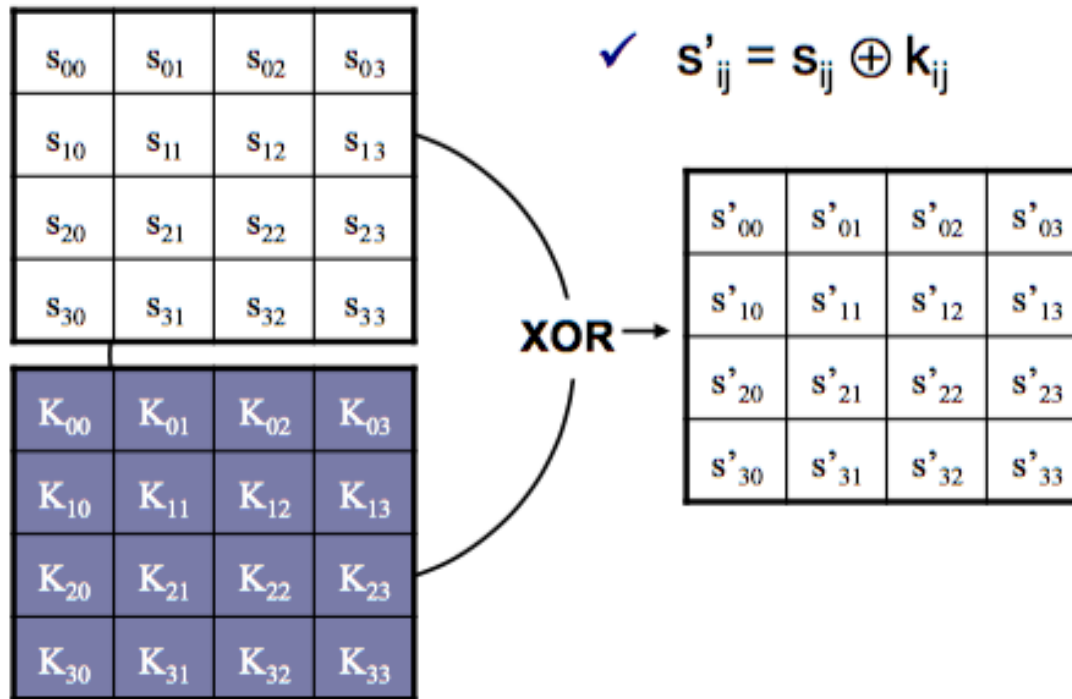 s₀₀ s₀₁ s₀₂ s₀₃
s₁₀ s₁₁ s₁₂ s₁₃
s₂₀ s₂₁ s₂₂ s₂₃
s₃₀ s₃₁ s₃₂ s₃₃
K₀₀ K₀₁ K₀₂ K₀₃
K₁₀ K₁₁ K₁₂ K₁₃
K₂₀ K₂₁ K₂₂ K₂₃
K₃₀ K₃₁ K₃₂ K₃₃
XOR
✓ s'ᵢⱼ = sᵢⱼ ⊕ kᵢⱼ
s'₀₀ s'₀₁ s'₀₂ s'₀₃
s'₁₀ s'₁₁ s'₁₂ s'₁₃
s'₂₀ s'₂₁ s'₂₂ s'₂₃
s'₃₀ s'₃₁ s'₃₂ s'₃₃